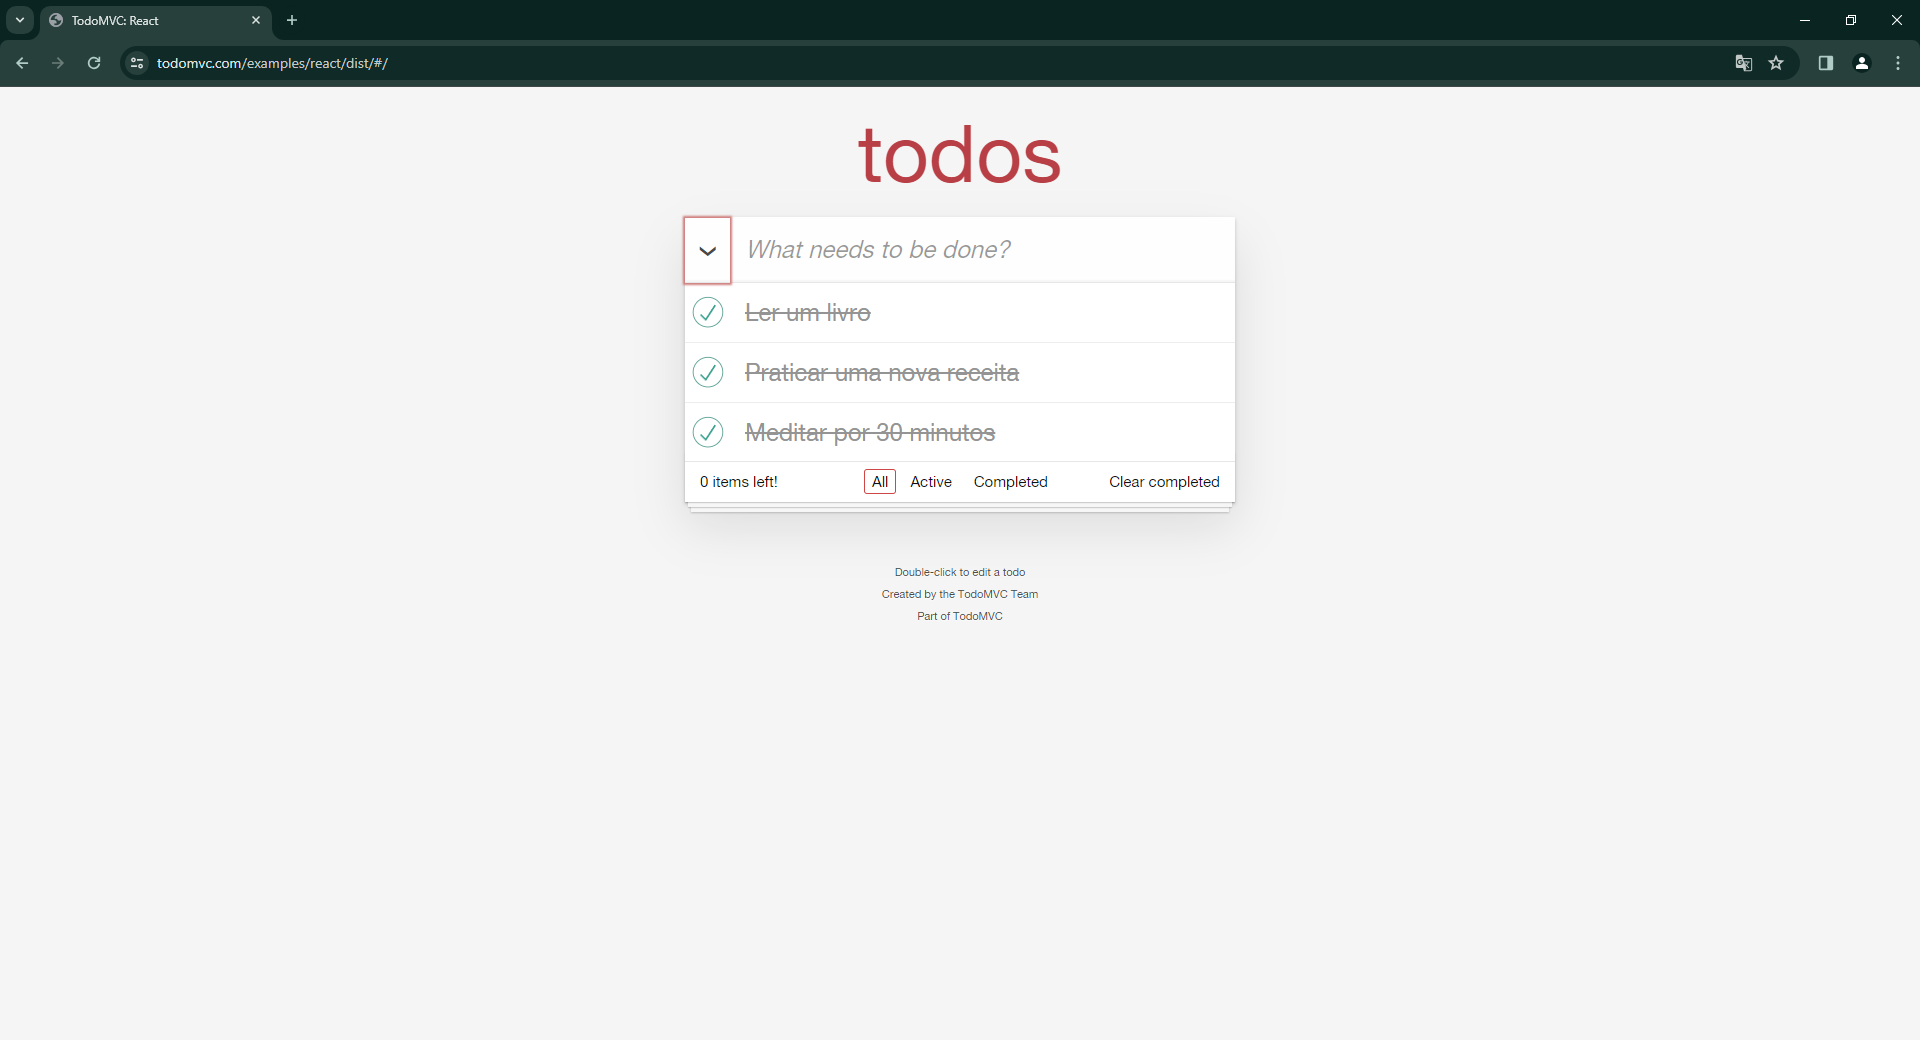 TodoMVC: React
todomvc.com/examples/react/dist/#/
todos
What needs to be done?
Ler um livro
Praticar uma nova receita
Meditar por 30 minutos
0 items left! All Active Completed Clear completed
Double-click to edit a todo
Created by the TodoMVC Team
Part of TodoMVC